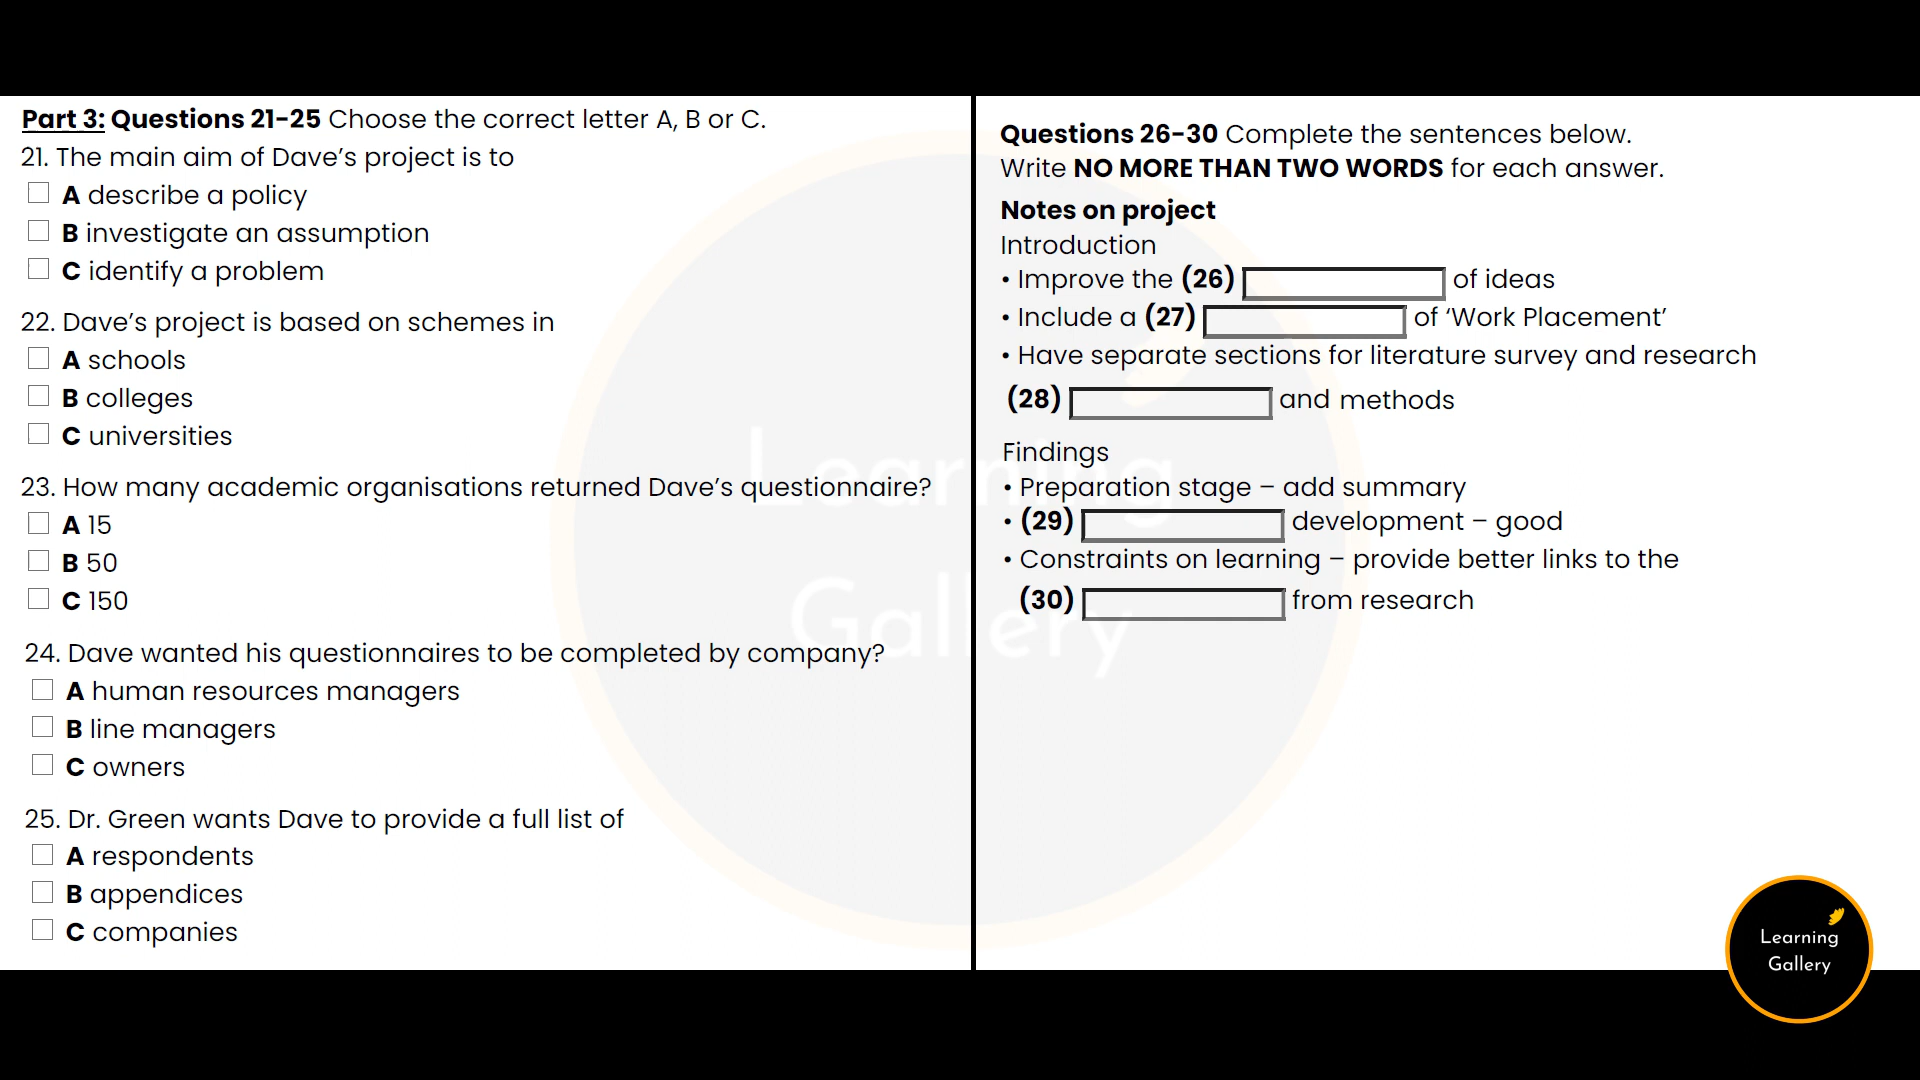 Part 3: Questions 21-25 Choose the correct letter A, B or C.
21. The main aim of Dave's project is to
A describe a policy
B investigate an assumption
C identify a problem
22. Dave's project is based on schemes in
A schools
B colleges
C universities
23. How many academic organisations returned Dave's questionnaire?
A 15
B 50
C 150
24. Dave wanted his questionnaires to be completed by company?
A human resources managers
B line managers
C owners
25. Dr. Green wants Dave to provide a full list of
A respondents
B appendices
C companies
Questions 26-30 Complete the sentences below.
Write NO MORE THAN TWO WORDS for each answer.
Notes on project
Introduction
• Improve the (26) of ideas
• Include a (27) of 'Work Placement'
• Have separate sections for literature survey and research
(28) and methods
Findings
• Preparation stage – add summary
• (29) development – good
• Constraints on learning – provide better links to the
(30) from research
Learning
Gallery
Learning
Gallery